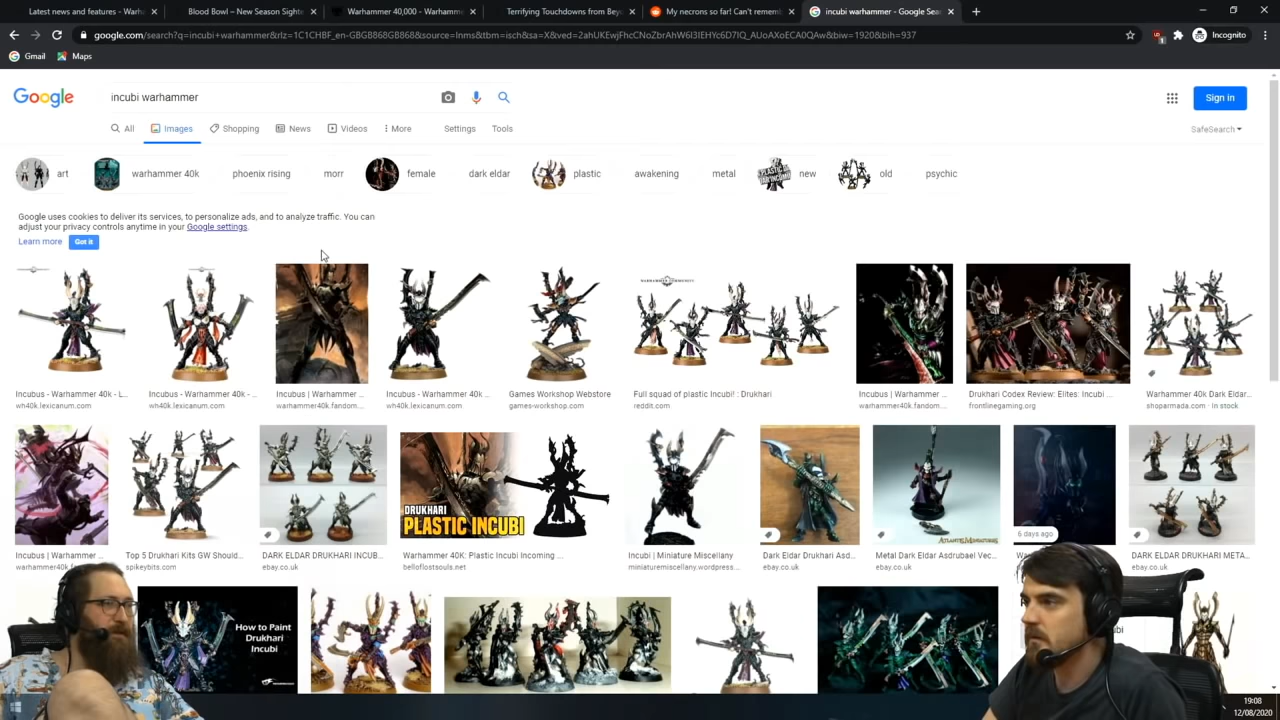 Latest news and features - Warh
Blood Bowl – New Season Sighte
Warhammer 40,000 - Warhamme
Terrifying Touchdowns from Beyo
My necrons so far! Can't rememb
incubi warhammer - Google Sea
google.com/search?q=incubi+warhammer&rlz=1C1CHBF_en-GBGB868GB868&source=lnms&tbm=isch&sa=X&ved=2ahUKEwjFhcCNoZbrAhW6I3IEHYc6D7IQ_AUoAXoECA0QAw&biw=1920&bih=937
Incognito
Gmail
Maps
Google
incubi warhammer
Sign in
All
Images
Shopping
News
Videos
More
Settings
Tools
SafeSearch
art
warhammer 40k
phoenix rising
morr
female
dark eldar
plastic
awakening
metal
new
old
psychic
Google uses cookies to deliver its services, to personalize ads, and to analyze traffic. You can
adjust your privacy controls anytime in your Google settings.
Learn more
Got it
WARHAMMER COMMUNITY
Incubus - Warhammer 40k - L...
wh40k.lexicanum.com
Incubus - Warhammer 40k - ...
wh40k.lexicanum.com
Incubus | Warhammer ...
warhammer40k.fandom....
Incubus - Warhammer 40k ...
wh40k.lexicanum.com
Games Workshop Webstore
games-workshop.com
Full squad of plastic Incubi! : Drukhari
reddit.com
Incubus | Warhammer ...
warhammer40k.fandom...
Drukhari Codex Review: Elites: Incubi ...
frontlinegaming.org
Warhammer 40k Dark Eldar...
shoparmada.com · In stock
DRUKHARI
PLASTIC INCUBI
6 days ago
ATLANTIS MINIATURES
Incubus | Warhammer ...
warhammer40k.f
Top 5 Drukhari Kits GW Should...
spikeybits.com
DARK ELDAR DRUKHARI INCUB...
ebay.co.uk
Warhammer 40K: Plastic Incubi Incoming ...
belloflostsouls.net
Incubi | Miniature Miscellany
miniaturemiscellany.wordpress...
Dark Eldar Drukhari Asd...
ebay.co.uk
Metal Dark Eldar Asdrubael Vec...
ebay.co.uk
DARK ELDAR DRUKHARI META...
ebay.co.uk
How to Paint
Drukhari
Incubi
ubi
19:08
12/08/2020